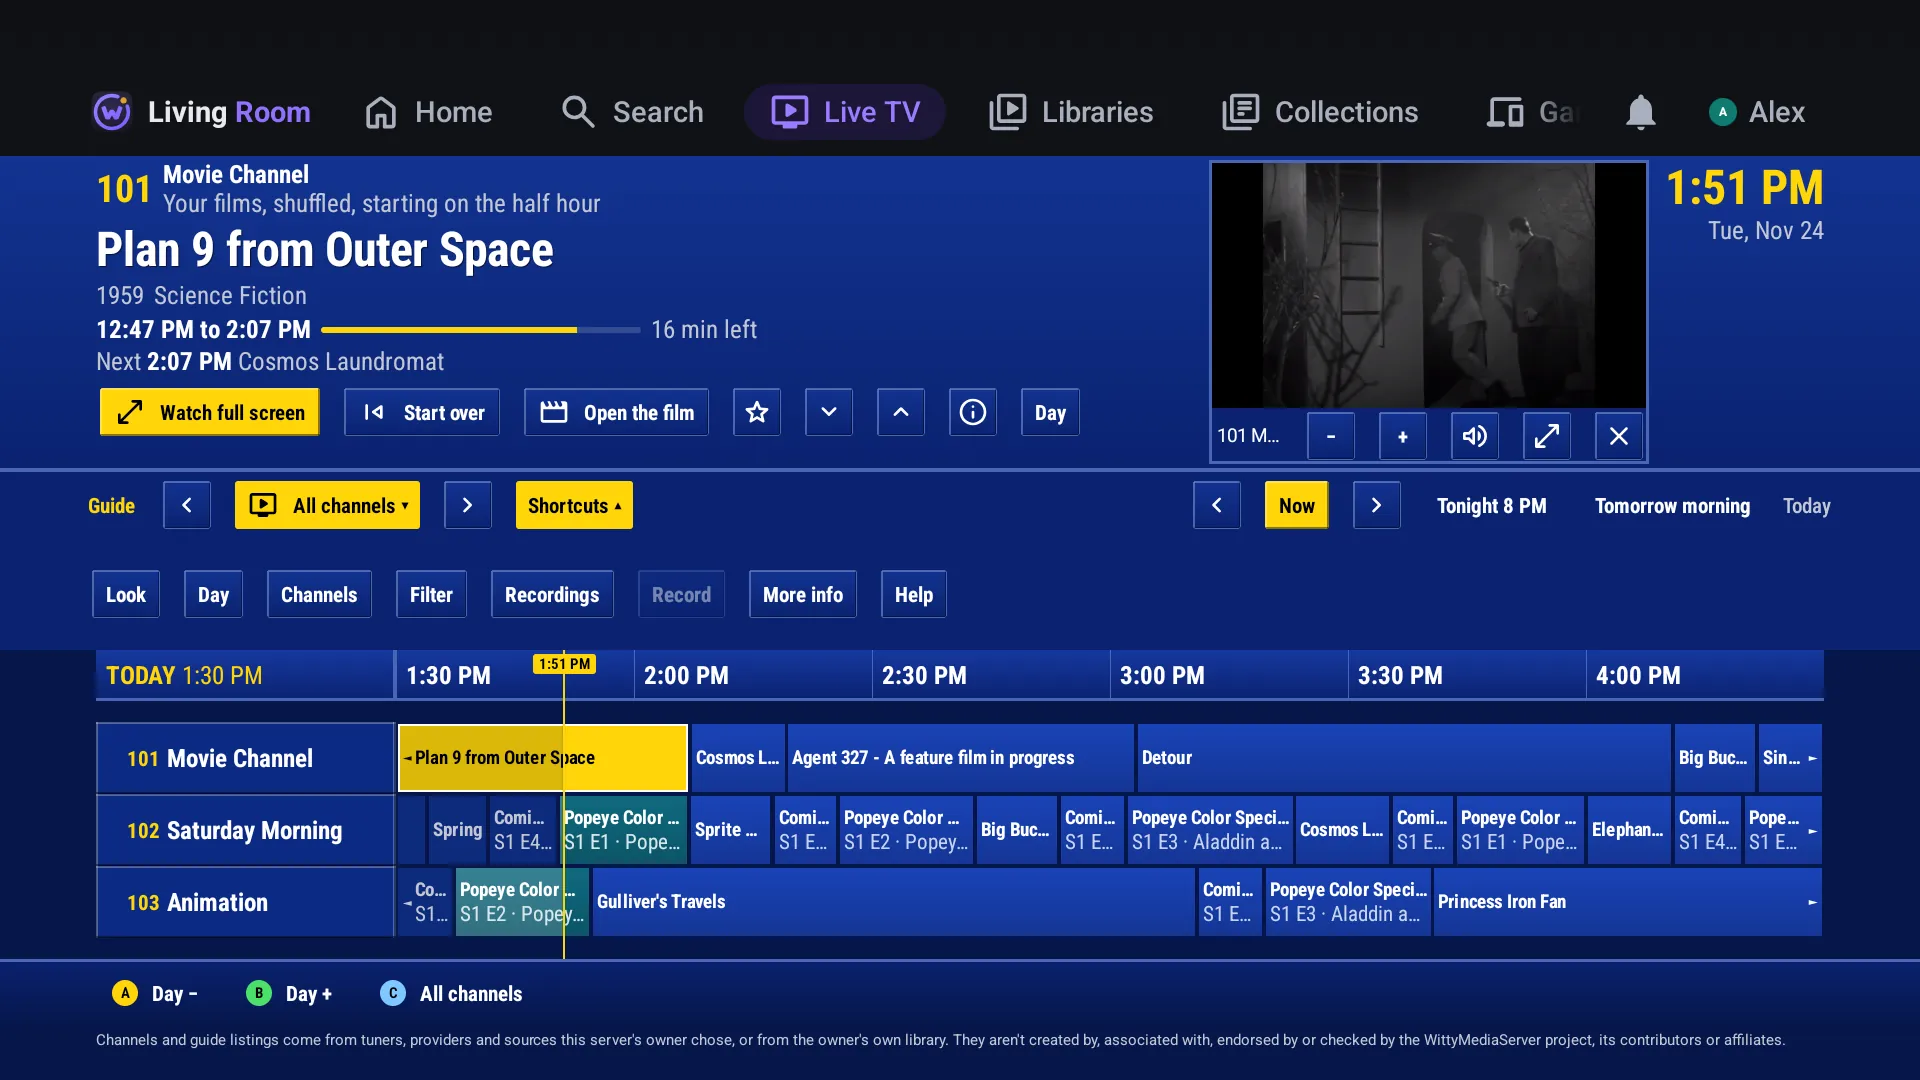 Living Room
Home
Search
Live TV
Libraries
Collections
Ga
A
Alex
101
Movie Channel
Your films, shuffled, starting on the half hour
Plan 9 from Outer Space
1959 Science Fiction
12:47 PM to 2:07 PM
16 min left
Next 2:07 PM Cosmos Laundromat
Watch full screen
Start over
Open the film
Day
101 M...
-
+
1:51 PM
Tue, Nov 24
Guide
All channels
Shortcuts
Now
Tonight 8 PM
Tomorrow morning
Today
Look
Day
Channels
Filter
Recordings
Record
More info
Help
TODAY 1:30 PM
1:30 PM
1:51 PM
2:00 PM
2:30 PM
3:00 PM
3:30 PM
4:00 PM
101 Movie Channel
Plan 9 from Outer Space
Cosmos L...
Agent 327 - A feature film in progress
Detour
Big Buc...
Sin...
102 Saturday Morning
Spring
Comi...
S1 E4...
Popeye Color ...
S1 E1 · Pope...
Sprite ...
Comi...
S1 E...
Popeye Color ...
S1 E2 · Popey...
Big Buc...
Comi...
S1 E...
Popeye Color Speci...
S1 E3 · Aladdin a...
Cosmos L...
Comi...
S1 E...
Popeye Color ...
S1 E1 · Pope...
Elephan...
Comi...
S1 E4...
Pope...
S1 E...
103 Animation
Co...
S1...
Popeye Color ...
S1 E2 · Popey...
Gulliver's Travels
Comi...
S1 E...
Popeye Color Speci...
S1 E3 · Aladdin a...
Princess Iron Fan
A Day −
B Day +
C All channels
Channels and guide listings come from tuners, providers and sources this server's owner chose, or from the owner's own library. They aren't created by, associated with, endorsed by or checked by the WittyMediaServer project, its contributors or affiliates.